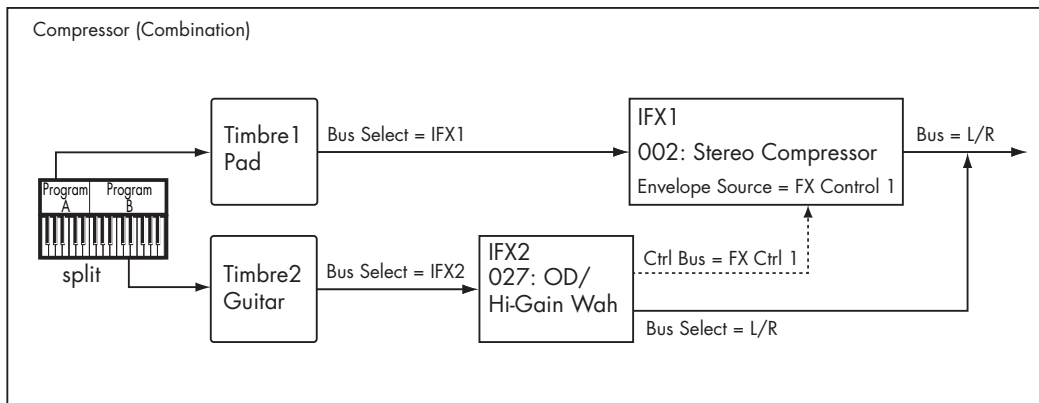 Compressor (Combination)
Timbre1
Pad
Bus Select = IFX1
IFX1
002: Stereo Compressor
Envelope Source = FX Control 1
Bus = L/R
Program
A
Program
B
split
Timbre2
Guitar
Bus Select = IFX2
IFX2
027: OD/
Hi-Gain Wah
Ctrl Bus = FX Ctrl 1
Bus Select = L/R